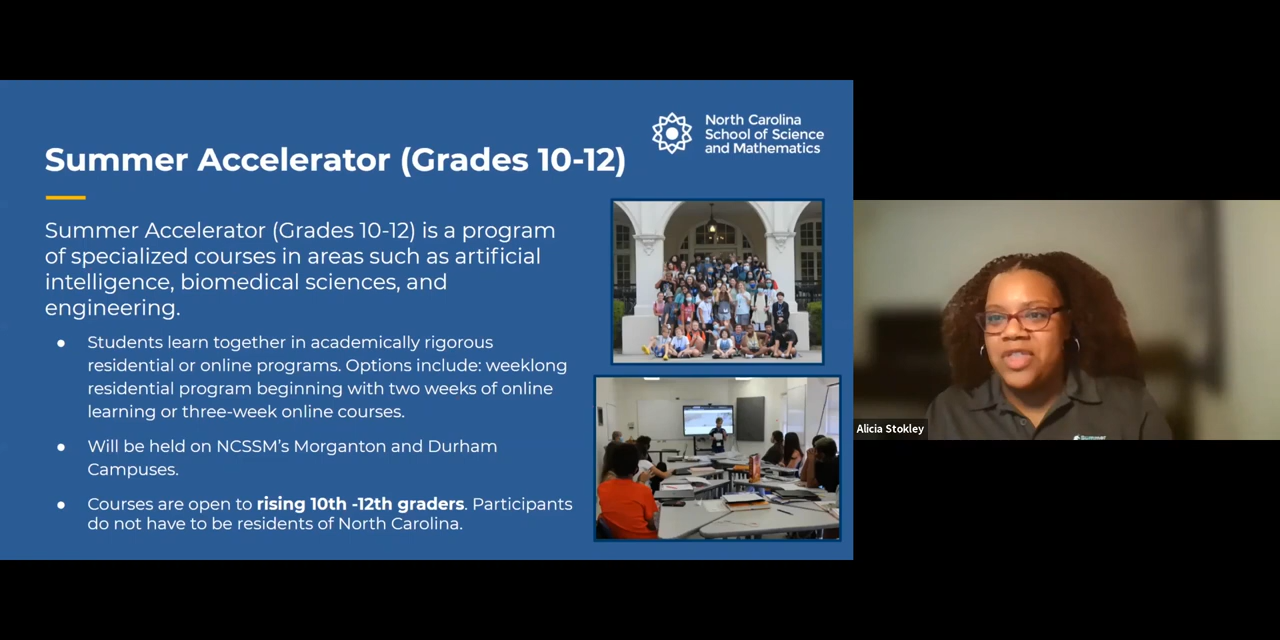 North Carolina
School of Science
and Mathematics
Summer Accelerator (Grades 10-12)
Summer Accelerator (Grades 10-12) is a program
of specialized courses in areas such as artificial
intelligence, biomedical sciences, and
engineering.
● Students learn together in academically rigorous
residential or online programs. Options include: weeklong
residential program beginning with two weeks of online
learning or three-week online courses.
● Will be held on NCSSM's Morganton and Durham
Campuses.
● Courses are open to rising 10th -12th graders. Participants
do not have to be residents of North Carolina.
Alicia Stokley
Summer